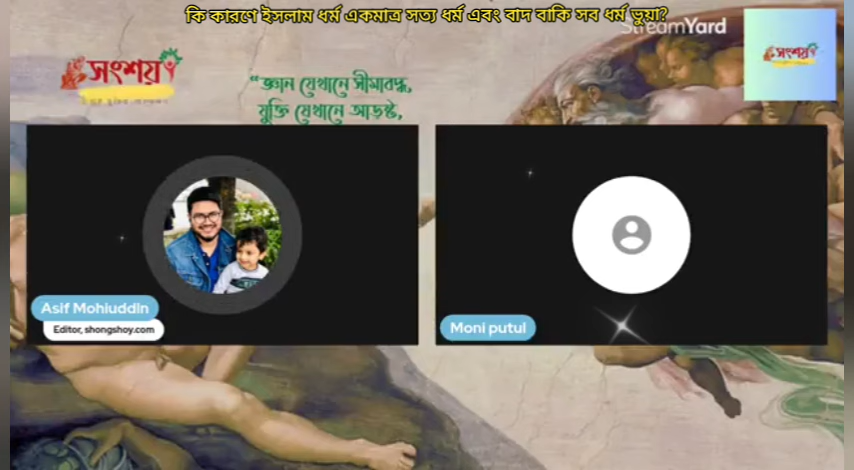 কি কারণে ইসলাম ধর্ম একমাত্র সত্য ধর্ম এবং বাদ বাকি সব ধর্ম ভুয়া?
StreamYard
সংশয়
সংশয়
“জ্ঞান যেখানে সীমাবদ্ধ,
যুক্তি যেখানে আড়ষ্ট,
Asif Mohiuddin
Editor, shongshoy.com
Moni putul